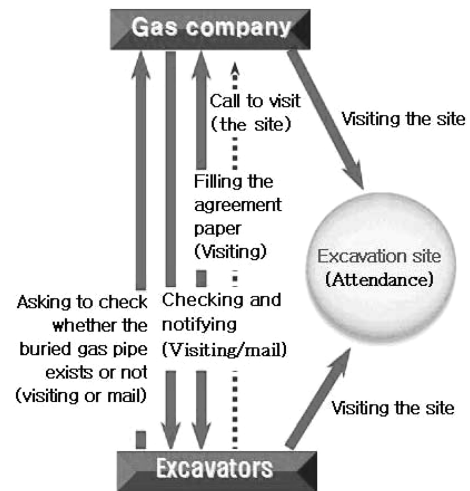 Gas company
Call to visit
(the site)
Visiting the site
Filling the
agreement
paper
(Visiting)
Excavation site
(Attendance)
Asking to check
whether the
buried gas pipe
exists or not
(visiting or mail)
Checking and
notifying
(Visiting/mail)
Visiting the site
Excavators